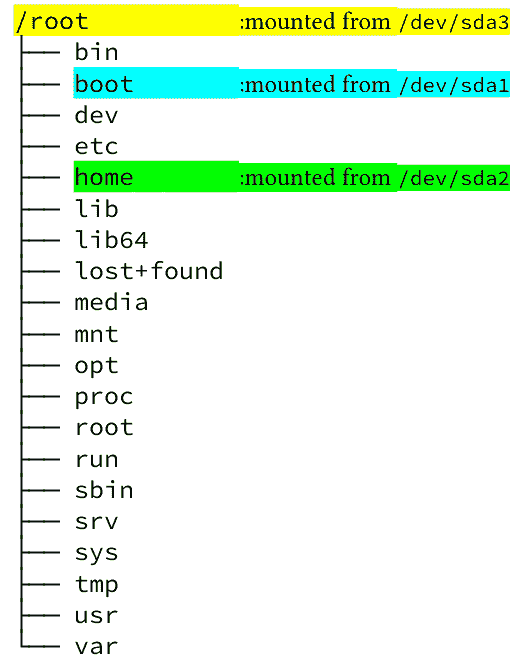 /root :mounted from /dev/sda3
bin
boot :mounted from /dev/sda1
dev
etc
home :mounted from /dev/sda2
lib
lib64
lost+found
media
mnt
opt
proc
root
run
sbin
srv
sys
tmp
usr
var